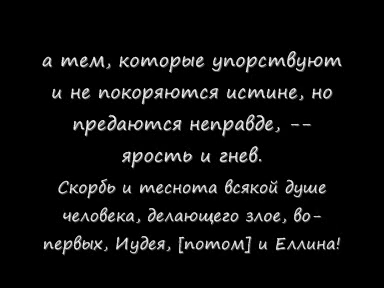 а тем, которые упорствуют
и не покоряются истине, но
предаются неправде, --
ярость и гнев.
Скорбь и теснота всякой душе
человека, делающего злое, во-
первых, Иудея, [потом] и Еллина!